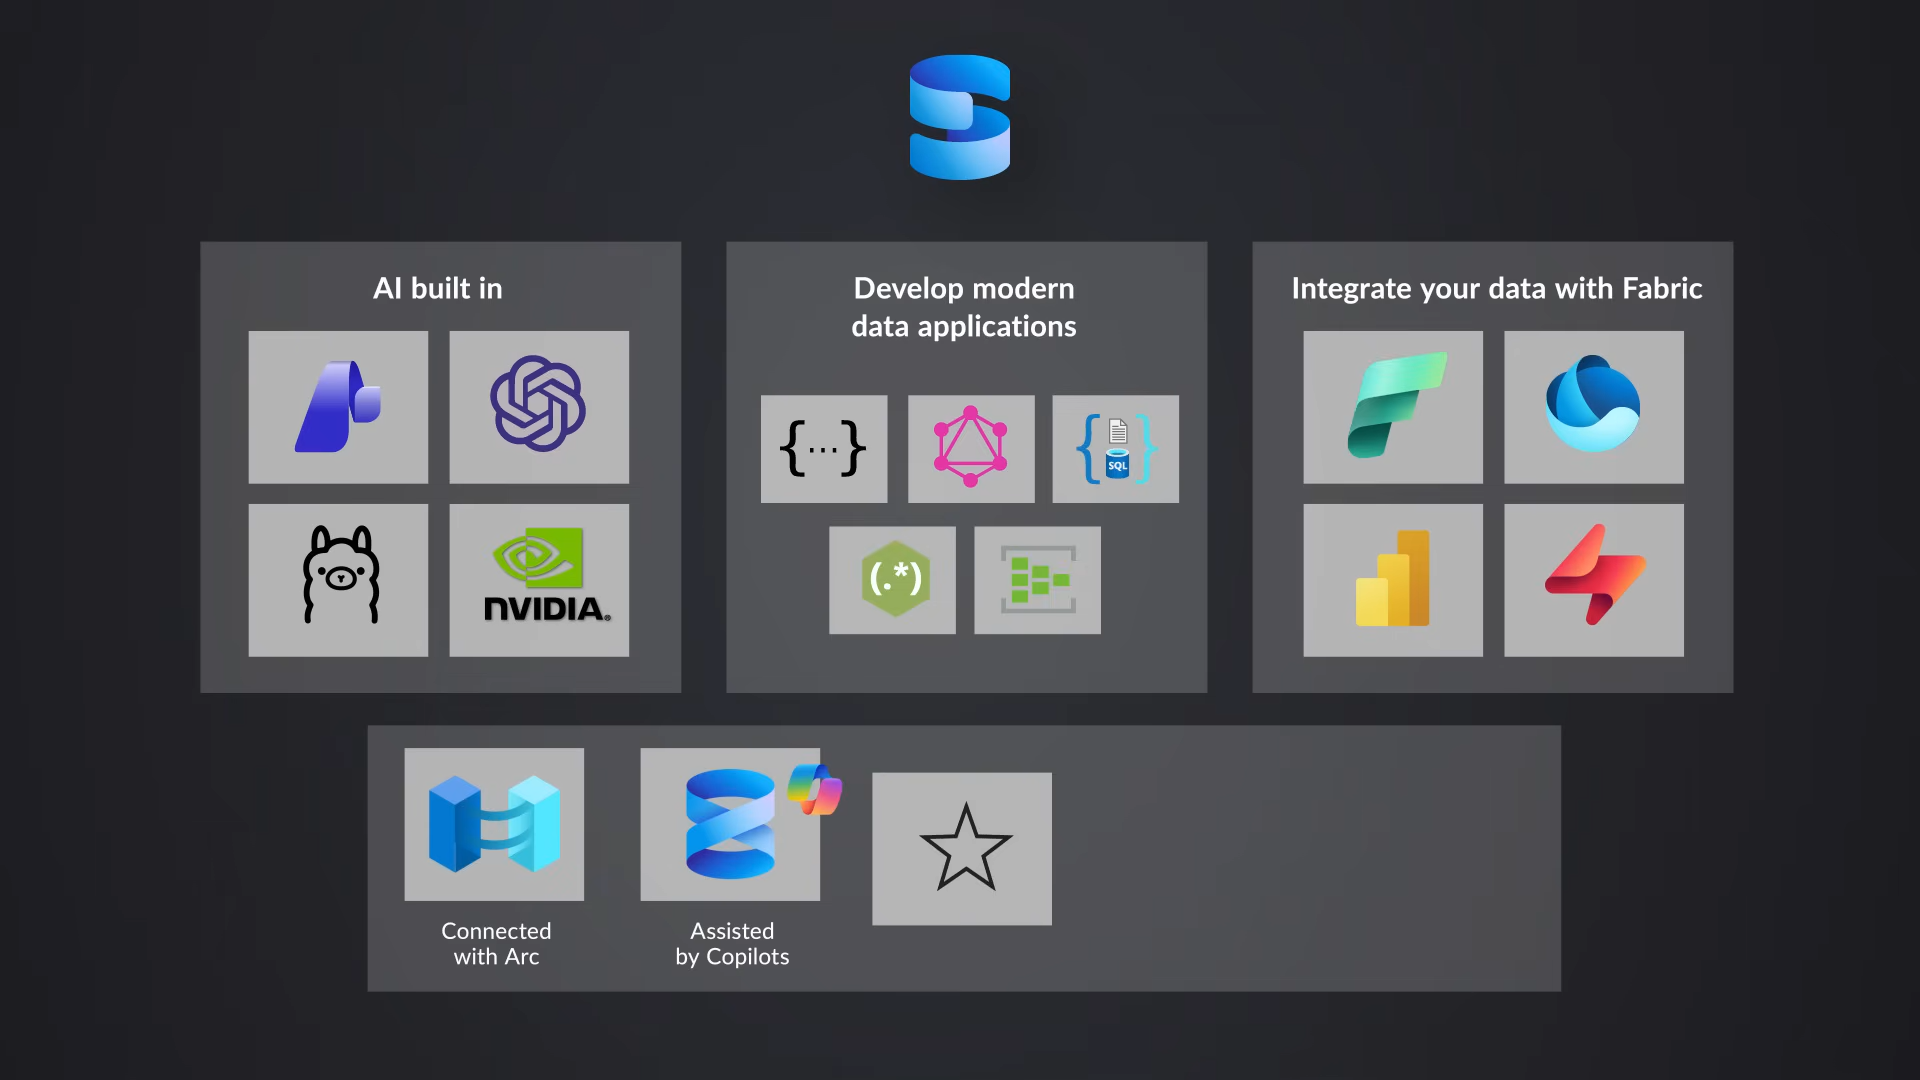 AI built in
Develop modern
data applications
Integrate your data with Fabric
{...}
SQL
(.*)
NVIDIA®
Connected
with Arc
Assisted
by Copilots